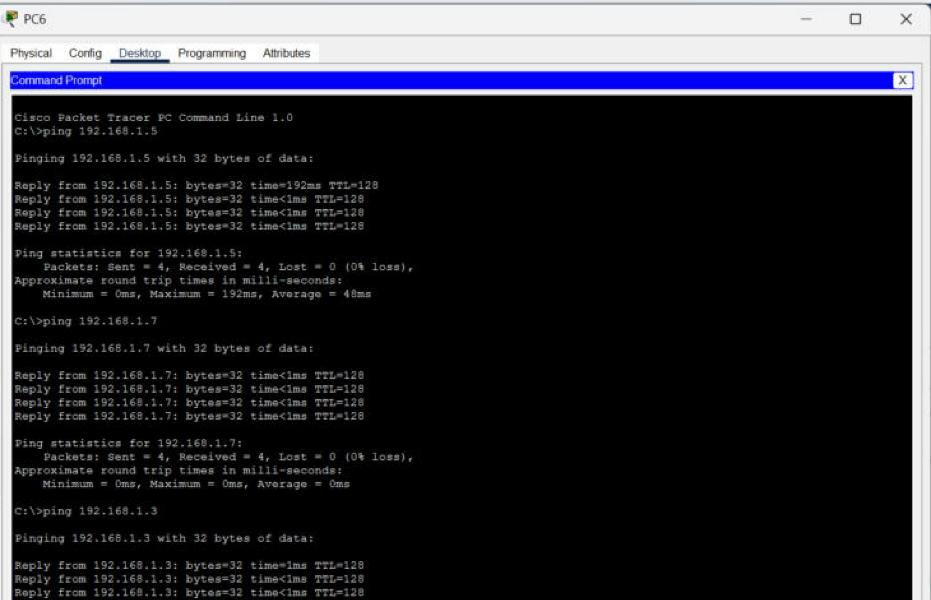 PC6
Physical Config Desktop Programming Attributes
Command Prompt X
Cisco Packet Tracer PC Command Line 1.0
C:\>ping 192.168.1.5
Pinging 192.168.1.5 with 32 bytes of data:
Reply from 192.168.1.5: bytes=32 time=192ms TTL=128
Reply from 192.168.1.5: bytes=32 time<1ms TTL=128
Reply from 192.168.1.5: bytes=32 time<1ms TTL=128
Reply from 192.168.1.5: bytes=32 time<1ms TTL=128
Ping statistics for 192.168.1.5:
Packets: Sent = 4, Received = 4, Lost = 0 (0% loss),
Approximate round trip times in milli-seconds:
Minimum = 0ms, Maximum = 192ms, Average = 48ms
C:\>ping 192.168.1.7
Pinging 192.168.1.7 with 32 bytes of data:
Reply from 192.168.1.7: bytes=32 time<1ms TTL=128
Reply from 192.168.1.7: bytes=32 time<1ms TTL=128
Reply from 192.168.1.7: bytes=32 time<1ms TTL=128
Reply from 192.168.1.7: bytes=32 time<1ms TTL=128
Ping statistics for 192.168.1.7:
Packets: Sent = 4, Received = 4, Lost = 0 (0% loss),
Approximate round trip times in milli-seconds:
Minimum = 0ms, Maximum = 0ms, Average = 0ms
C:\>ping 192.168.1.3
Pinging 192.168.1.3 with 32 bytes of data:
Reply from 192.168.1.3: bytes=32 time=1ms TTL=128
Reply from 192.168.1.3: bytes=32 time<1ms TTL=128
Reply from 192.168.1.3: bytes=32 time<1ms TTL=128